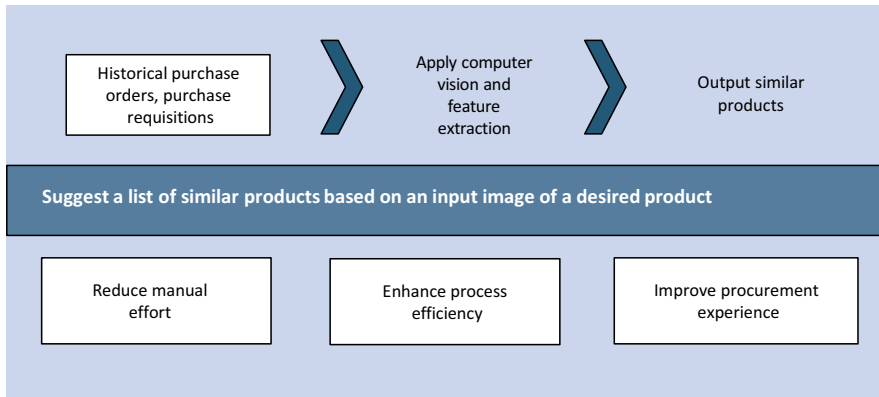 Historical purchase
orders, purchase
requisitions
Apply computer
vision and
feature
extraction
Output similar
products
Suggest a list of similar products based on an input image of a desired product
Reduce manual
effort
Enhance process
efficiency
Improve procurement
experience